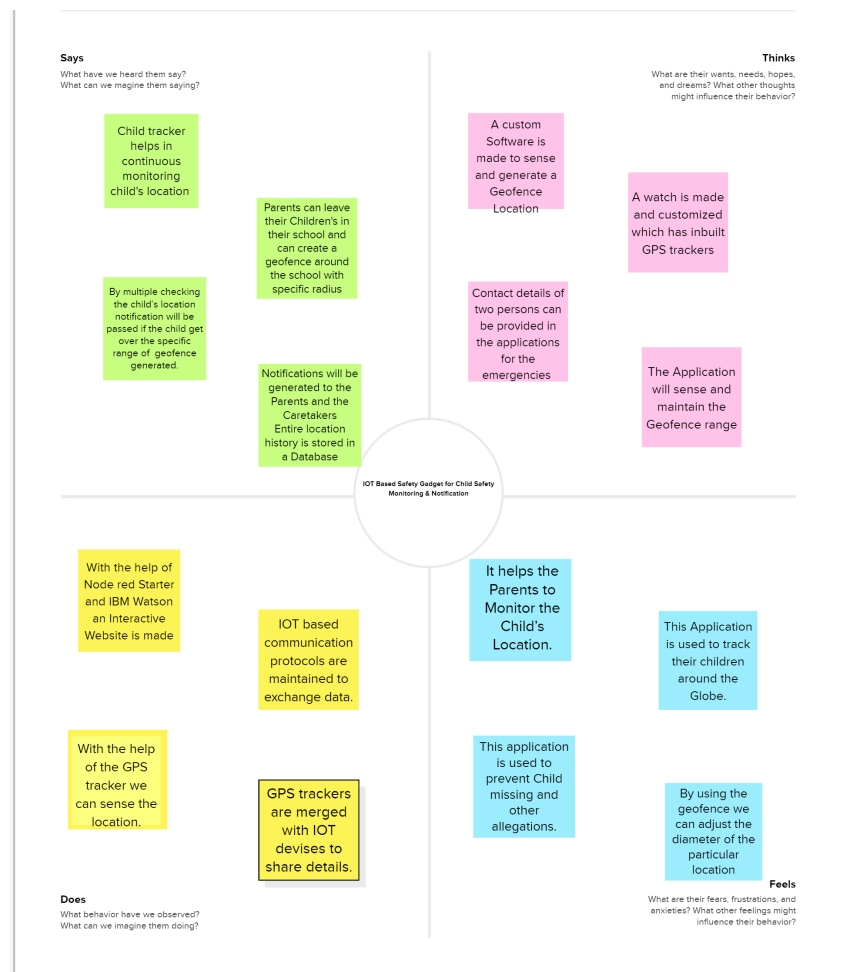 Says
What have we heard them say?
What can we magine them saying?
Child tracker
helps in
continuous
monitoring
child's location
Parents can leave
their Children's in
their school and
can create a
geofence around
the school with
specific radius
By multiple checking
the child's location
notification will be
passed if the child get
over the specific
range of geofence
generated.
Notifications will be
generated to the
Parents and the
Caretakers
Entire location
history is stored in
a Database
Thinks
What are their wants, needs, hopes,
and dreams? What other thoughts
might influence their behavior?
A custom
Software is
made to sense
and generate a
Geofence
Location
A watch is made
and customized
which has inbuilt
GPS trackers
Contact details of
two persons can
be provided in
the applications
for the
emergencies
The Application
will sense and
maintain the
Geofence range
IOT Based Safety Gadget for Child Safety
Monitoring & Notification
With the help of
Node red Starter
and IBM Watson
an Interactive
Website is made
IOT based
communication
protocols are
maintained to
exchange data.
With the help
of the GPS
tracker we
can sense the
location.
GPS trackers
are merged
with IOT
devises to
share details.
Does
What behavior have we observed?
What can we imagine them doing?
It helps the
Parents to
Monitor the
Child's
Location.
This Application
is used to track
their children
around the
Globe.
This application
is used to
prevent Child
missing and
other
allegations.
By using the
geofence we
can adjust the
diameter of the
particular
location
Feels
What are their fears, frustrations, and
anxieties? What other feelings might
influence their behavior?